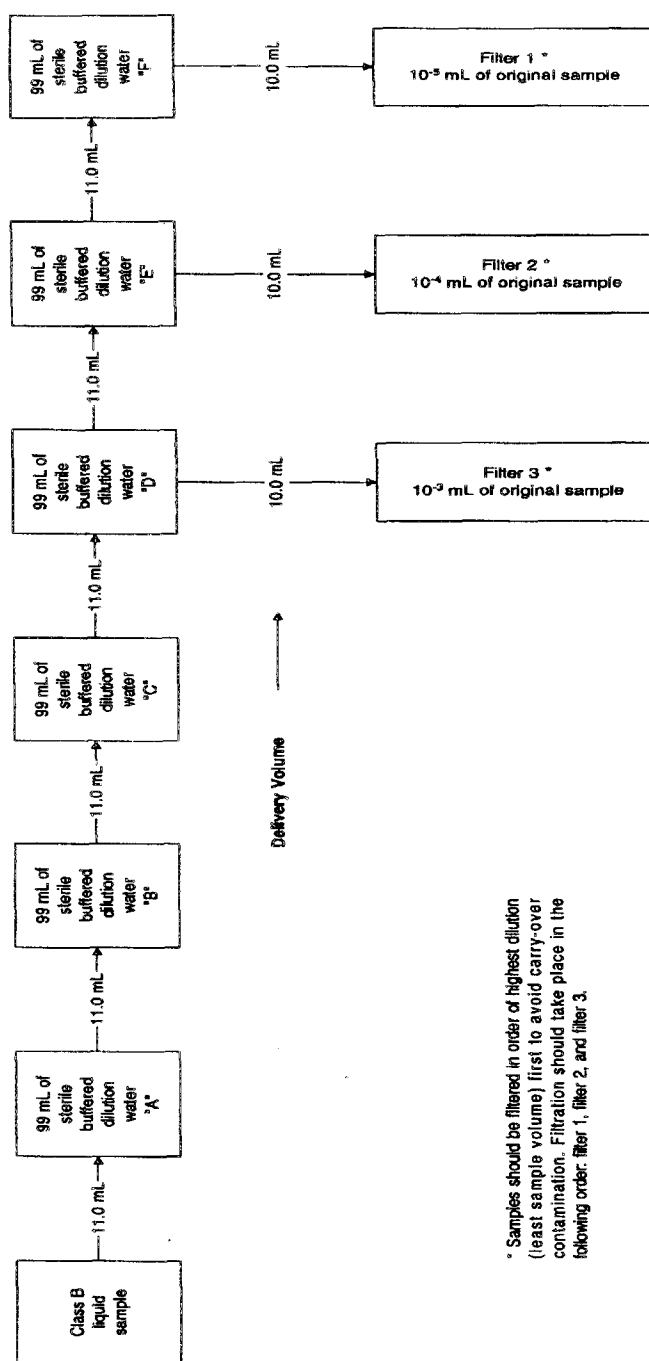 99 mL of
sterile
buffered
dilution
water
"F"
10.0 mL
Filter 1 *
10⁻⁵ mL of original sample
11.0 mL
99 mL of
sterile
buffered
dilution
water
"E"
10.0 mL
Filter 2 *
10⁻⁴ mL of original sample
11.0 mL
99 mL of
sterile
buffered
dilution
water
"D"
10.0 mL
Filter 3 *
10⁻³ mL of original sample
11.0 mL
99 mL of
sterile
buffered
dilution
water
"C"
11.0 mL
Delivery Volume
99 mL of
sterile
buffered
dilution
water
"B"
11.0 mL
99 mL of
sterile
buffered
dilution
water
"A"
11.0 mL
Class B
liquid
sample
* Samples should be filtered in order of highest dilution
(least sample volume) first to avoid carry-over
contamination. Filtration should take place in the
following order: filter 1, filter 2, and filter 3.